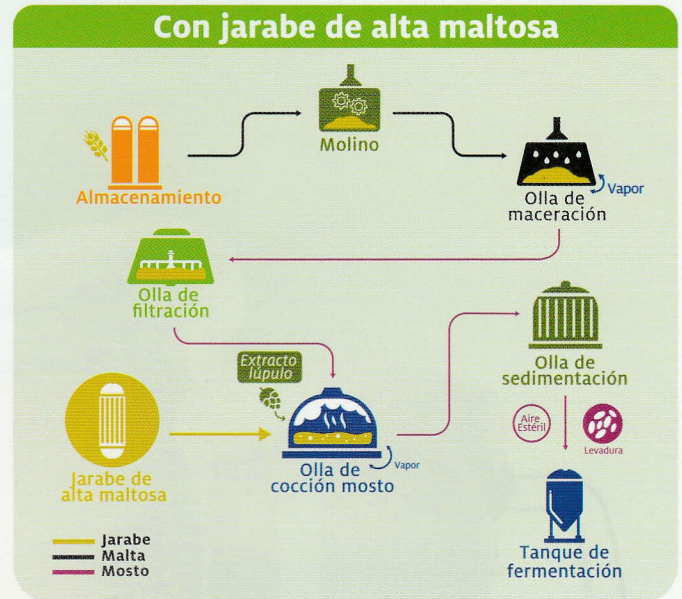 Con jarabe de alta maltosa
Molino
Almacenamiento
Vapor
Olla de
maceración
Olla de
filtración
Extracto
lúpulo
Olla de
sedimentación
Aire
Estéril
Levadura
Jarabe de
alta maltosa
Vapor
Olla de
cocción mosto
Tanque de
fermentación
Jarabe
Malta
Mosto